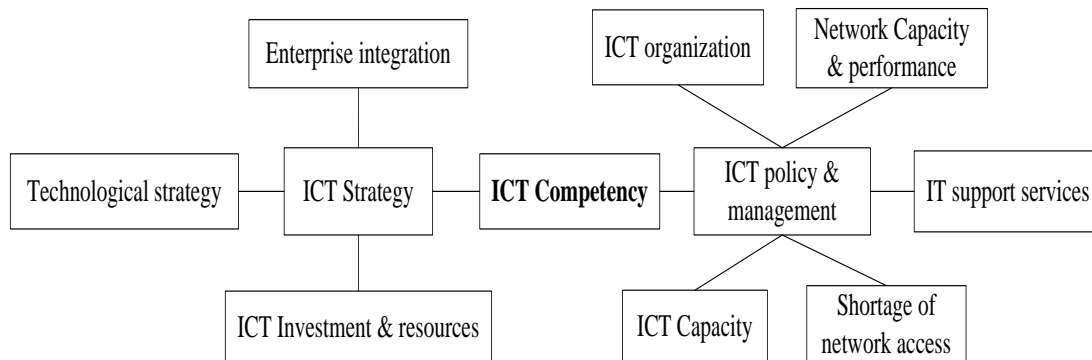 Enterprise integration
ICT organization
Network Capacity
& performance
Technological strategy
ICT Strategy
ICT Competency
ICT policy &
management
IT support services
ICT Investment & resources
ICT Capacity
Shortage of
network access